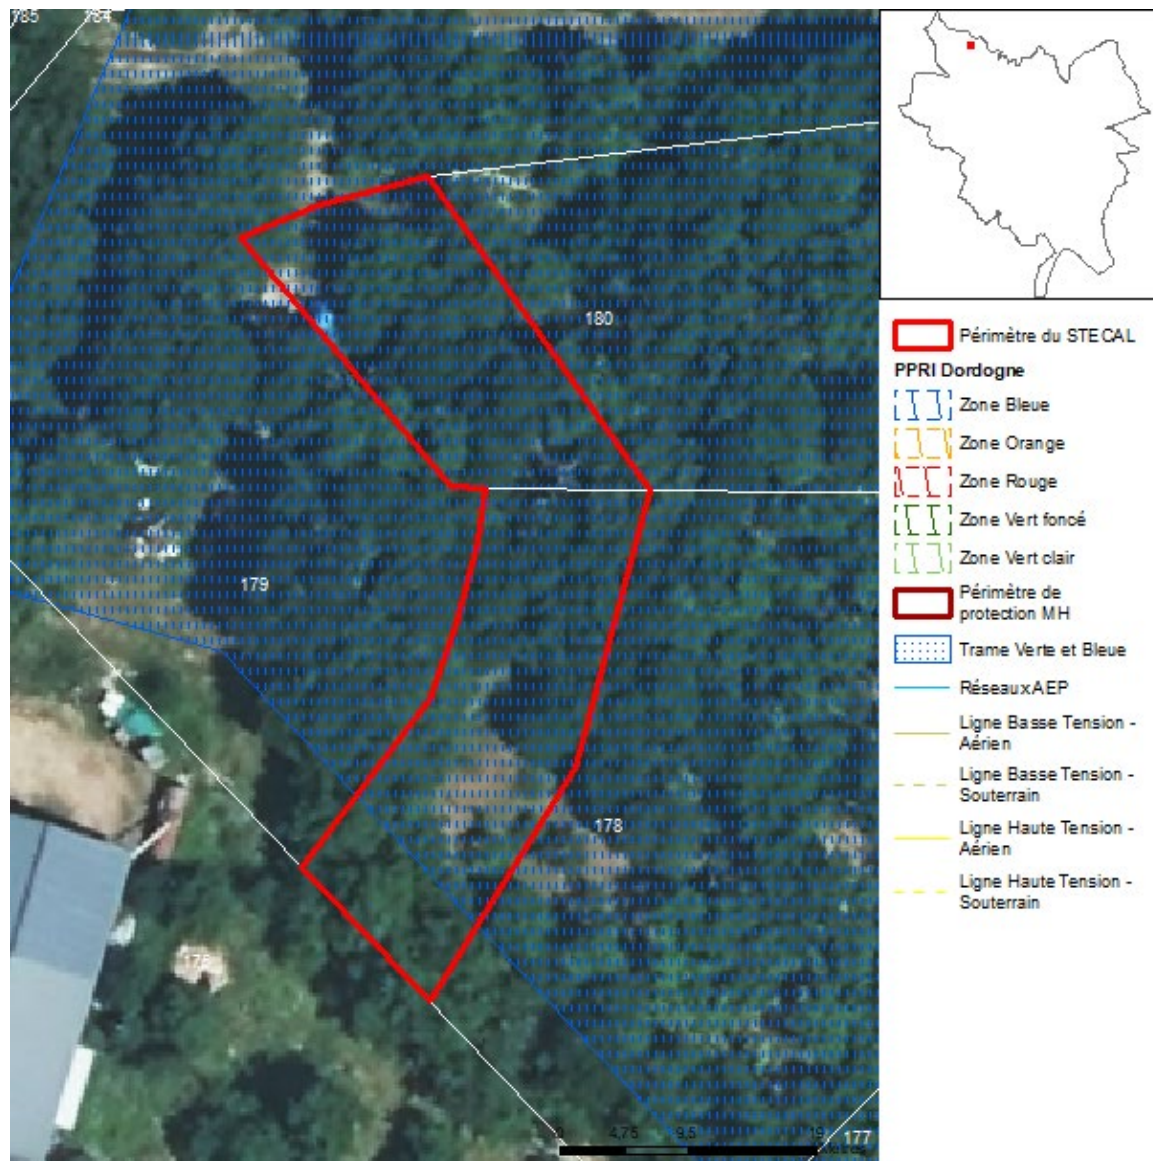 785
784
180
179
178
176
177
0
4,75
9,5
19
Périmètre du STECAL
PPRI Dordogne
Zone Bleue
Zone Orange
Zone Rouge
Zone Vert foncé
Zone Vert clair
Périmètre de
protection MH
Trame Verte et Bleue
Réseaux AEP
Ligne Basse Tension -
Aérien
Ligne Basse Tension -
Souterrain
Ligne Haute Tension -
Aérien
Ligne Haute Tension -
Souterrain